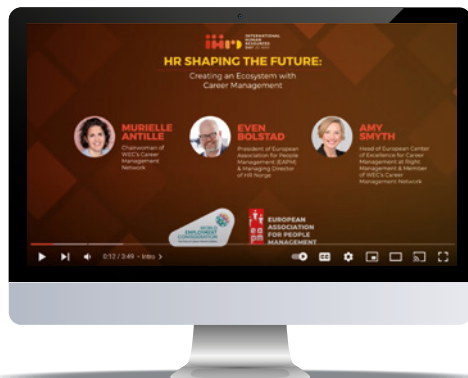 iHR
INTERNATIONAL
HUMAN
RESOURCES
DAY
HR SHAPING THE FUTURE:
Creating an Ecosystem with
Career Management
MURIELLE
ANTILLE
Chairwoman of
WEC's Career
Management
Network
EVEN
BOLSTAD
President of European
Association for People
Management (EAPM)
& Managing Director
of HR Norge
AMY
SMYTH
Head of European Center
of Excellence for Career
Management at Right
Management & Member
of WEC's Career
Management Network
WORLD
EMPLOYMENT
CONFEDERATION
eapm
EUROPEAN
ASSOCIATION
FOR PEOPLE
MANAGEMENT
0:12 / 3:49 • Intro >
CC